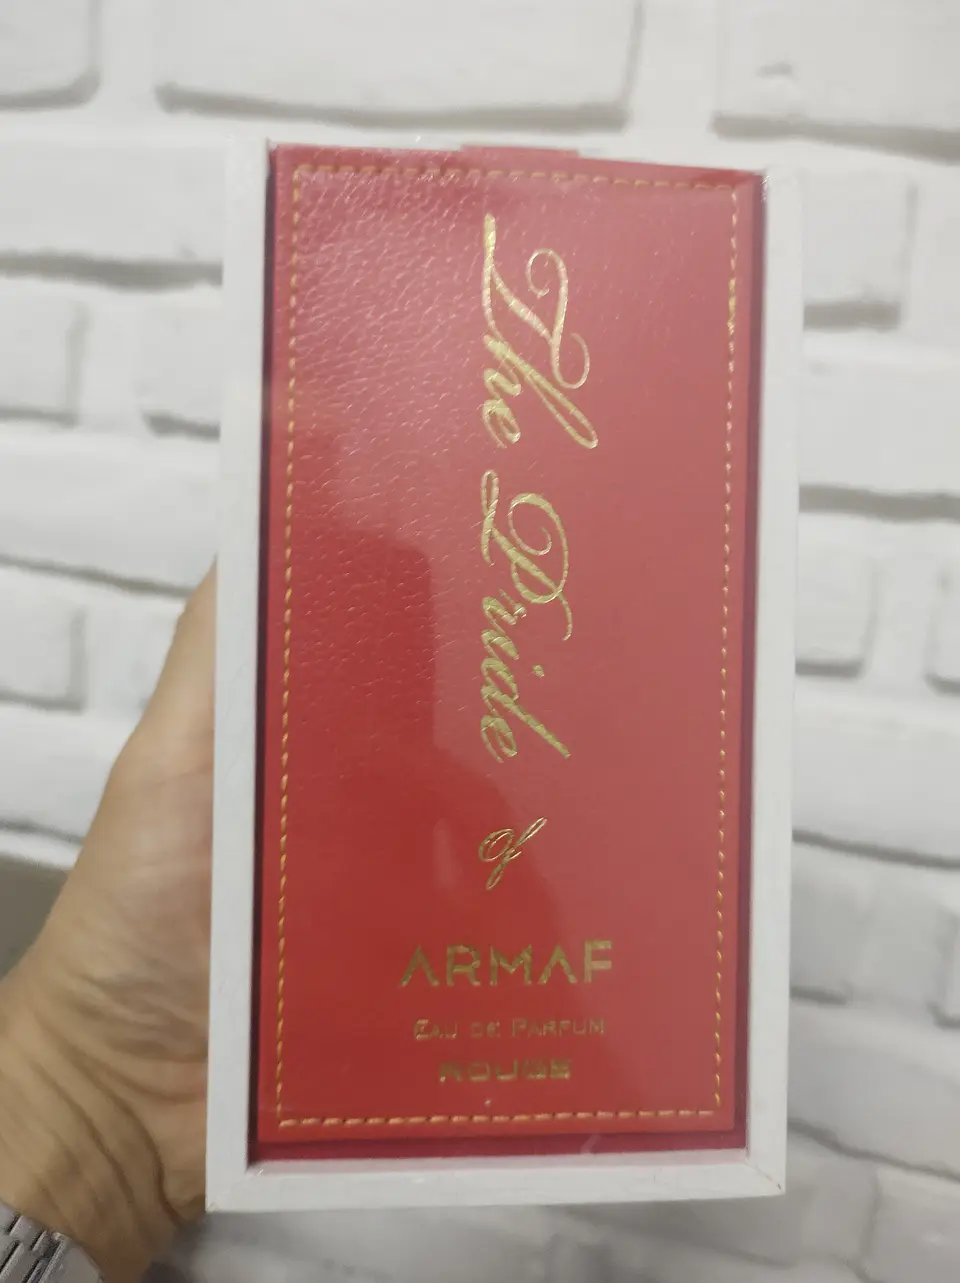 The Pride of
ARMAF
EAU DE PARFUM
ROUGE